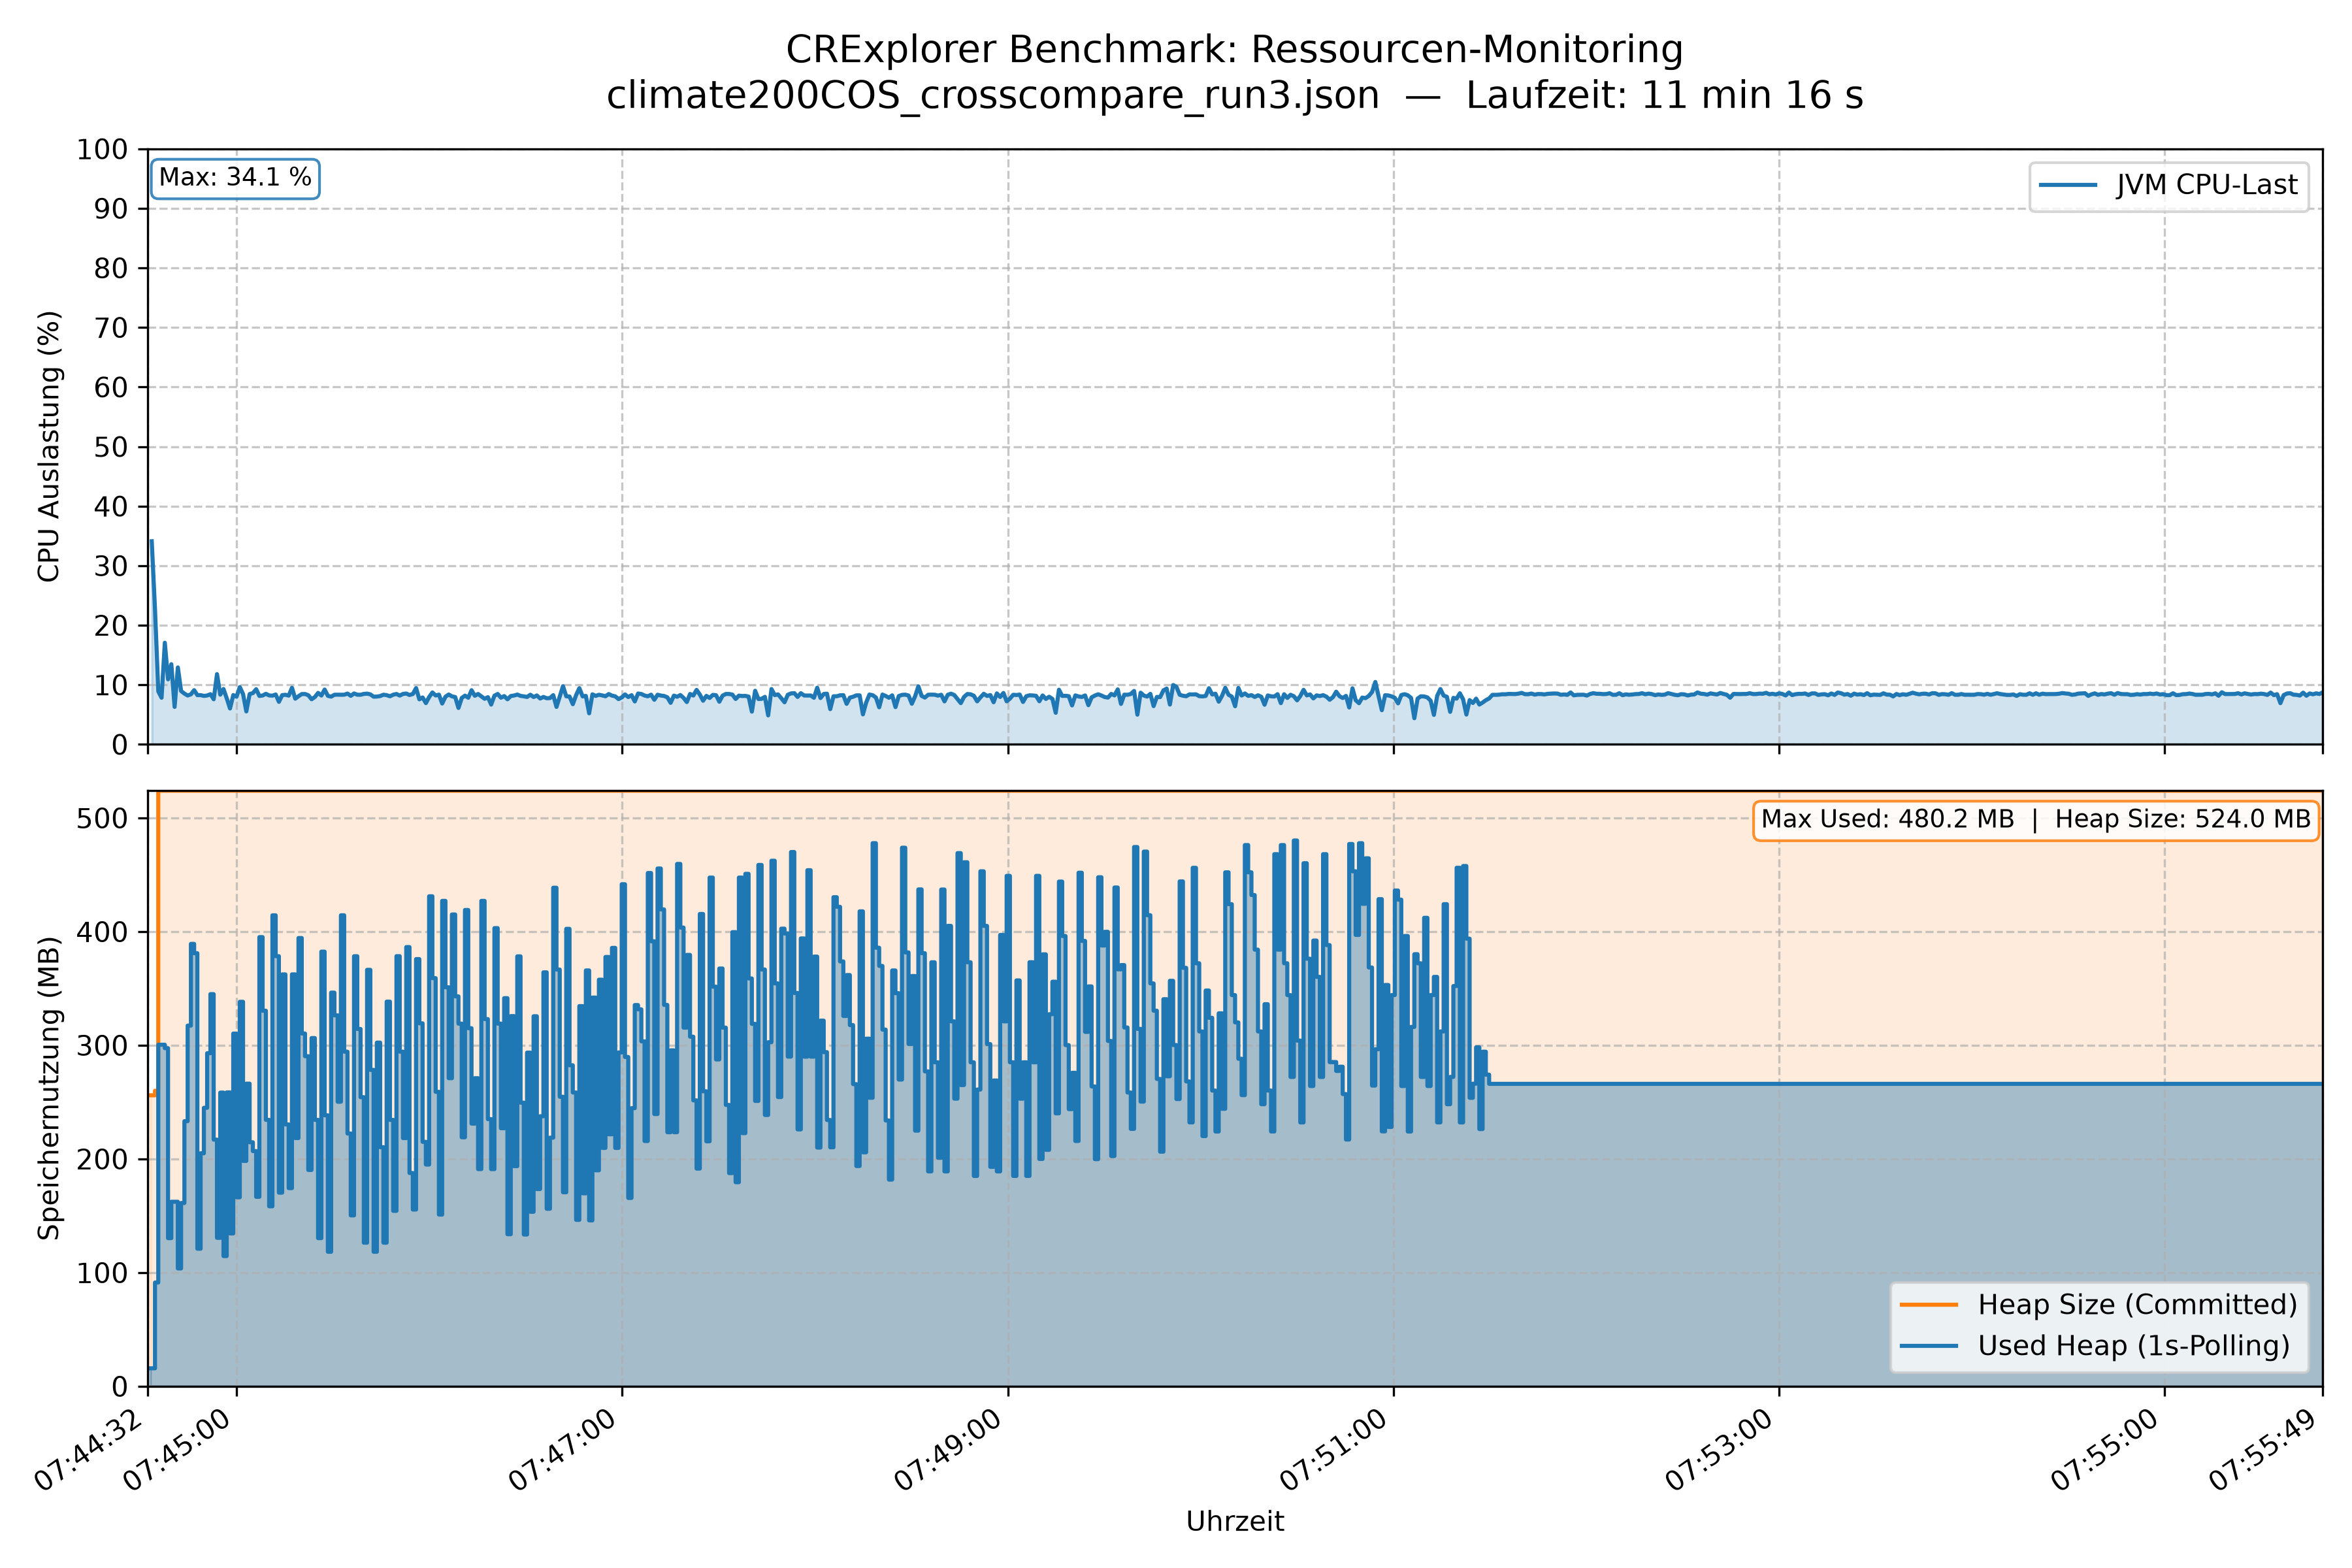 CRExplorer Benchmark: Ressourcen-Monitoring
climate200COS_crosscompare_run3.json — Laufzeit: 11 min 16 s
100
90
80
70
60
50
40
30
20
10
0
CPU Auslastung (%)
Max: 34.1 %
JVM CPU-Last
500
400
300
200
100
0
Speichernutzung (MB)
Max Used: 480.2 MB | Heap Size: 524.0 MB
Heap Size (Committed)
Used Heap (1s-Polling)
07:44:32
07:45:00
07:47:00
07:49:00
07:51:00
07:53:00
07:55:00
07:55:49
Uhrzeit